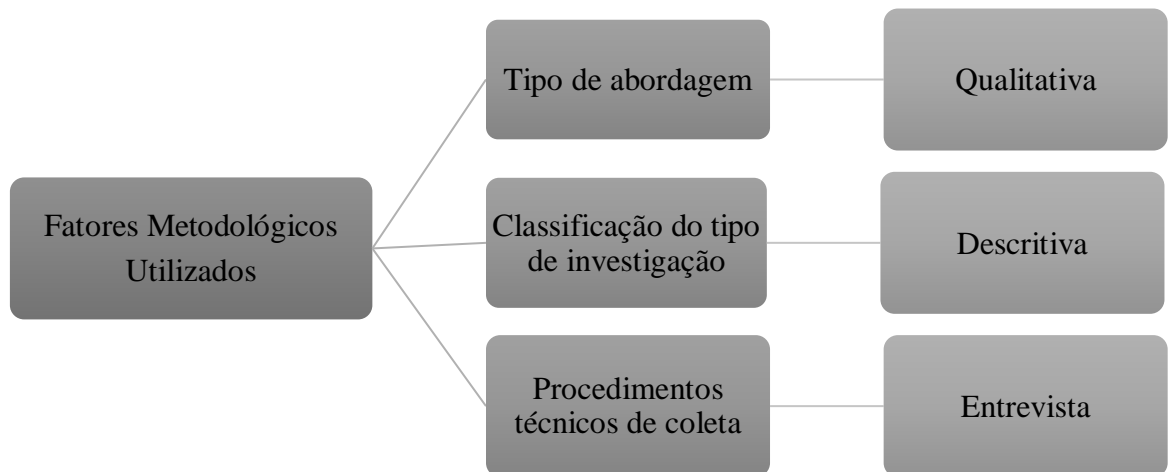 Tipo de abordagem
Qualitativa
Fatores Metodológicos
Utilizados
Classificação do tipo
de investigação
Descritiva
Procedimentos
técnicos de coleta
Entrevista